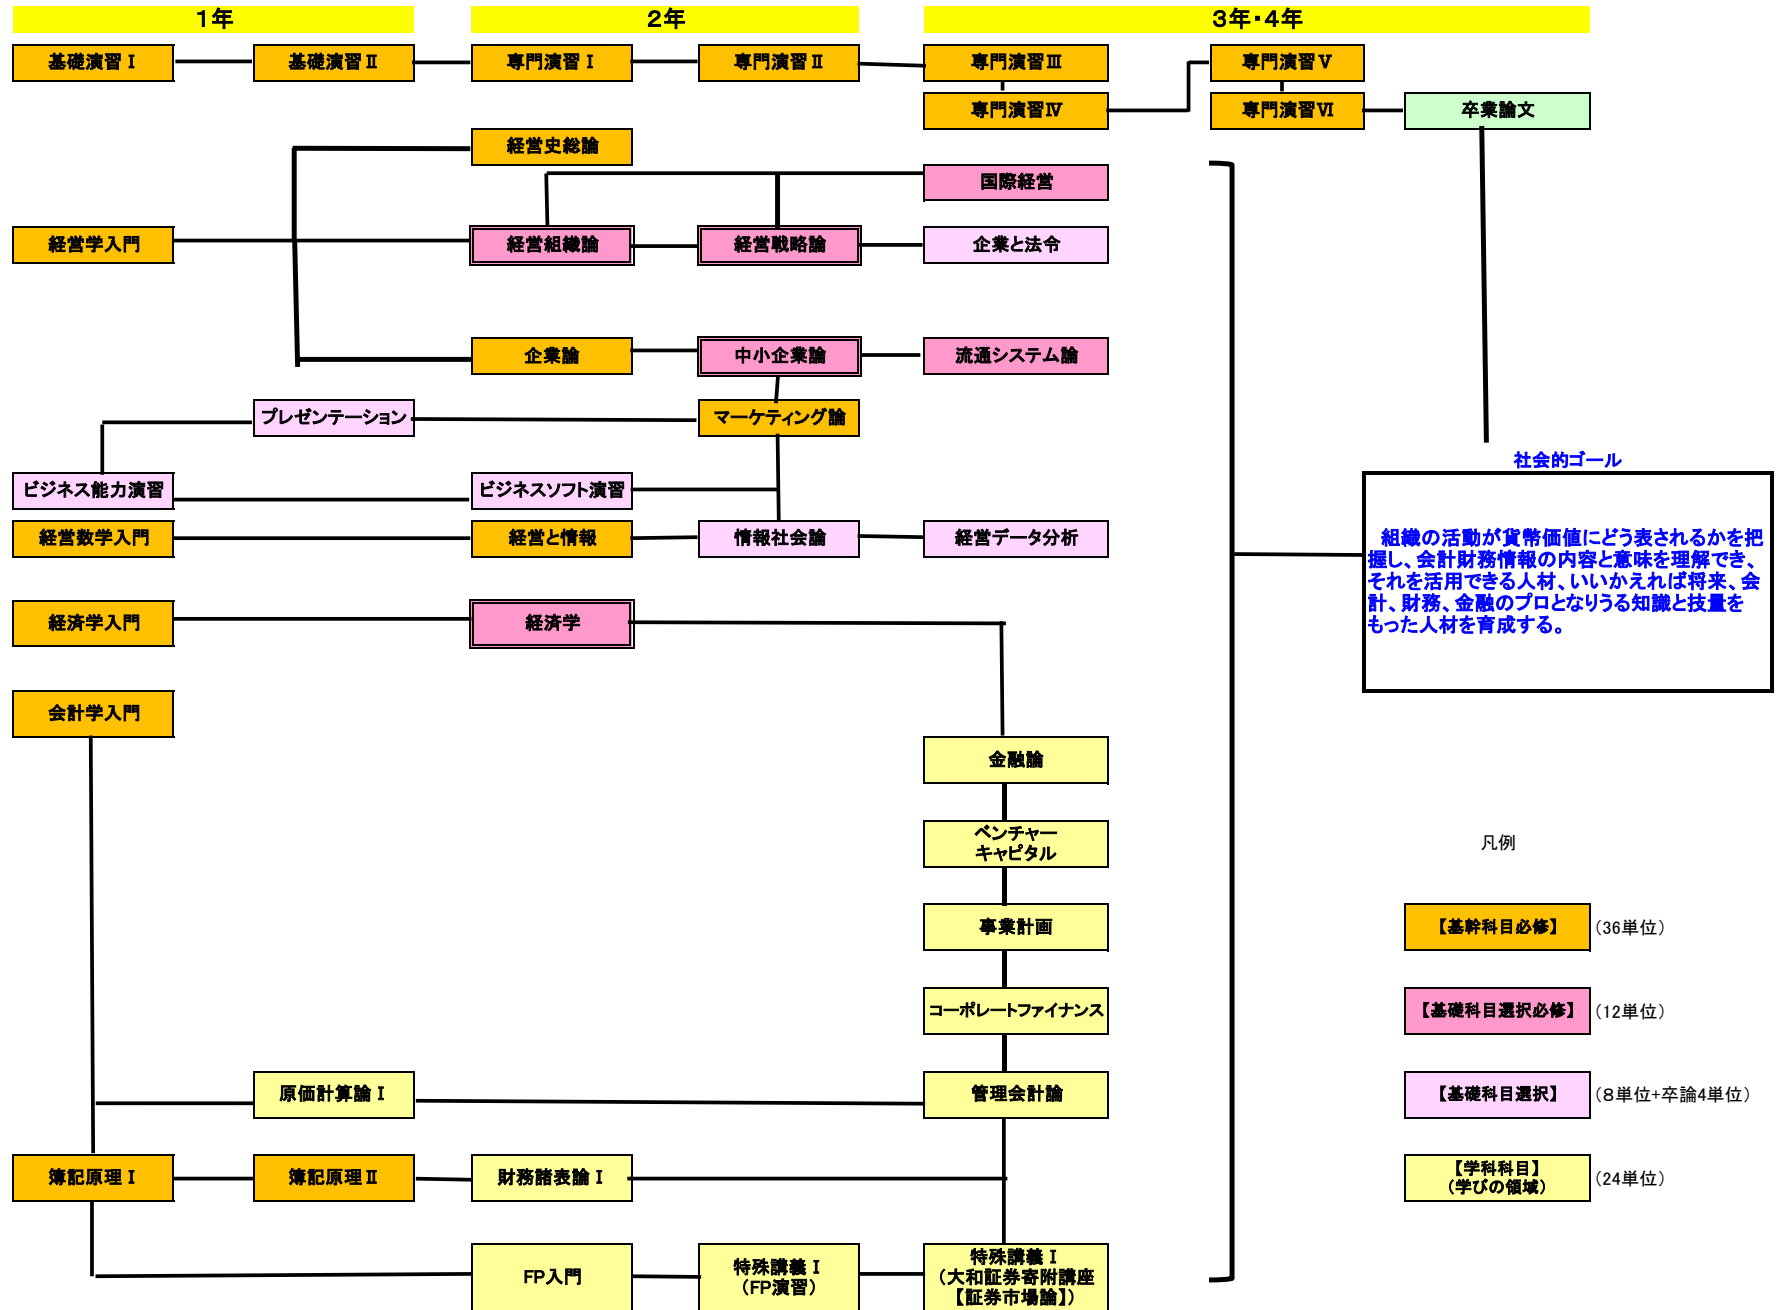 1年
2年
3年・4年
基礎演習Ⅰ
基礎演習Ⅱ
専門演習Ⅰ
専門演習Ⅱ
専門演習Ⅲ
専門演習Ⅴ
専門演習Ⅳ
専門演習Ⅵ
卒業論文
経営史総論
国際経営
経営学入門
経営組織論
経営戦略論
企業と法令
企業論
中小企業論
流通システム論
プレゼンテーション
マーケティング論
社会的ゴール
ビジネス能力演習
ビジネスソフト演習
経営数学入門
経営と情報
情報社会論
経営データ分析
組織の活動が貨幣価値にどう表されるかを把
握し、会計財務情報の内容と意味を理解でき、
それを活用できる人材、いいかえれば将来、会
計、財務、金融のプロとなりうる知識と技量を
もった人材を育成する。
経済学入門
経済学
会計学入門
金融論
ベンチャー
キャピタル
凡例
事業計画
【基幹科目必修】
（36単位）
コーポレートファイナンス
【基礎科目選択必修】
（12単位）
原価計算論Ⅰ
管理会計論
【基礎科目選択】
（8単位+卒論4単位）
簿記原理Ⅰ
簿記原理Ⅱ
財務諸表論Ⅰ
【学科科目】
（学びの領域）
（24単位）
FP入門
特殊講義Ⅰ
（FP演習）
特殊講義Ⅰ
（大和証券寄附講座
【証券市場論】）